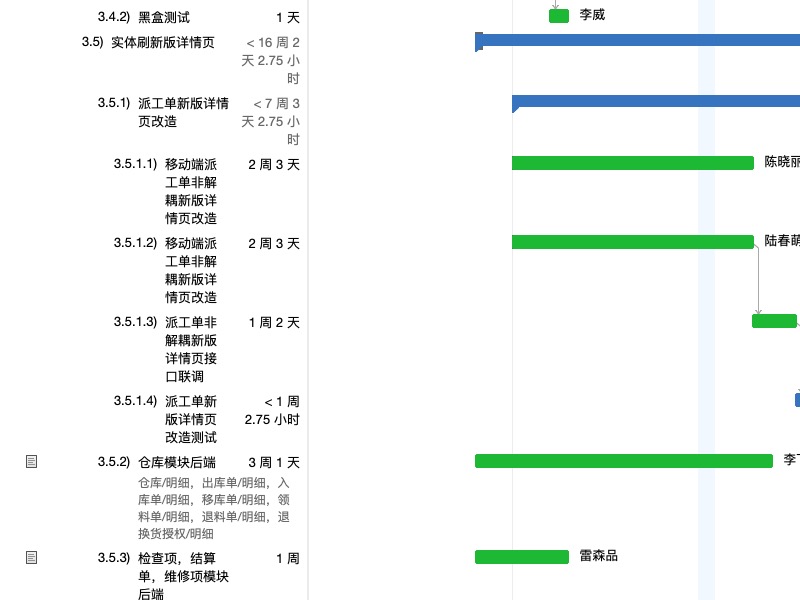 3.4.2) 黑盒测试 1 天 李威
3.5) 实体刷新版详情页 < 16 周 2
天 2.75 小
时
3.5.1) 派工单新版详情 < 7 周 3
页改造 天 2.75 小
时
3.5.1.1) 移动端派 2 周 3 天 陈晓丽
工单非解
耦新版详
情页改造
3.5.1.2) 移动端派 2 周 3 天 陆春萌
工单非解
耦新版详
情页改造
3.5.1.3) 派工单非 1 周 2 天
解耦新版
详情页接
口联调
3.5.1.4) 派工单新 < 1 周
版详情页 2.75 小时
改造测试
3.5.2) 仓库模块后端 3 周 1 天 李
仓库/明细，出库单/明细，入
库单/明细，移库单/明细，领
料单/明细，退料单/明细，退
换货授权/明细
3.5.3) 检查项，结算 1 周 雷森品
单，维修项模块
后端